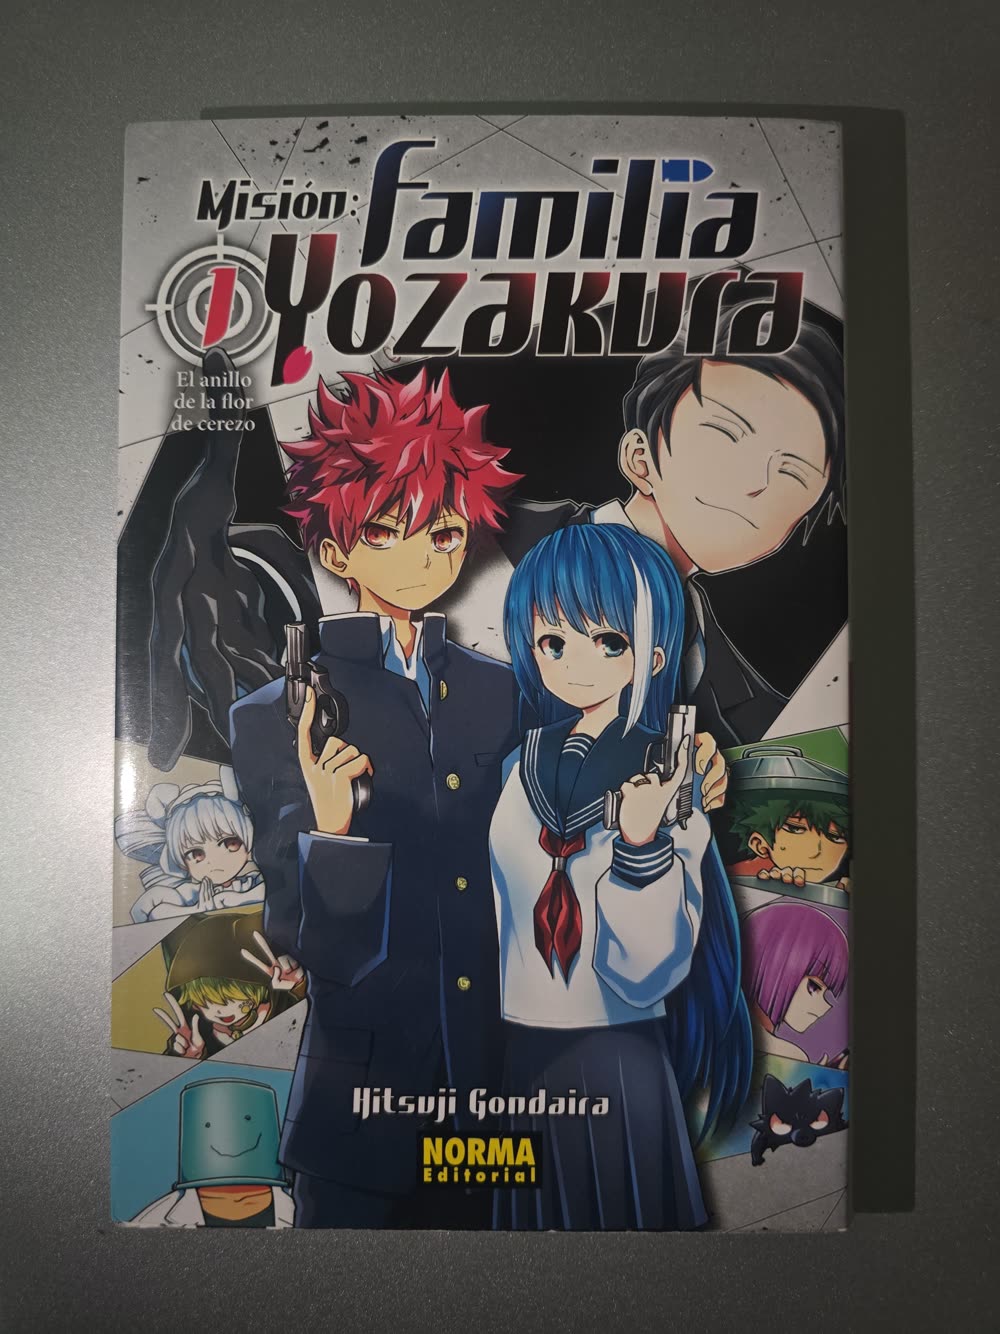 Misión: Familia
1 Yozakura
El anillo
de la flor
de cerezo
Hitsuji Gondaira
NORMA
Editorial